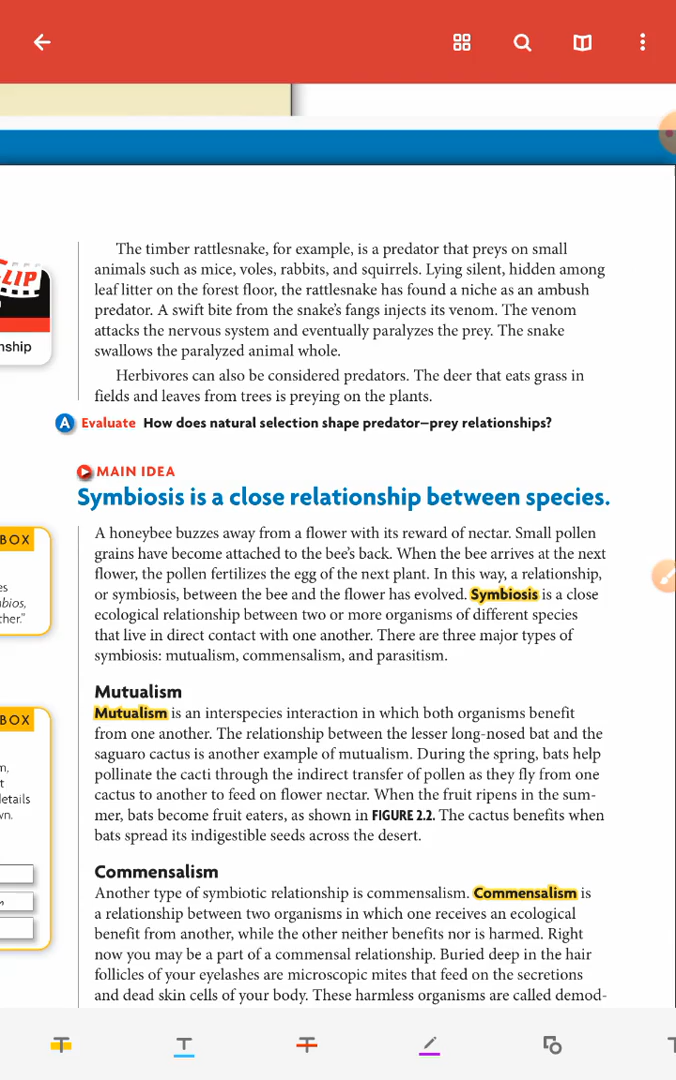 The timber rattlesnake, for example, is a predator that preys on small
animals such as mice, voles, rabbits, and squirrels. Lying silent, hidden among
leaf litter on the forest floor, the rattlesnake has found a niche as an ambush
predator. A swift bite from the snake's fangs injects its venom. The venom
attacks the nervous system and eventually paralyzes the prey. The snake
swallows the paralyzed animal whole.
Herbivores can also be considered predators. The deer that eats grass in
fields and leaves from trees is preying on the plants.
A Evaluate How does natural selection shape predator–prey relationships?
MAIN IDEA
Symbiosis is a close relationship between species.
A honeybee buzzes away from a flower with its reward of nectar. Small pollen
grains have become attached to the bee's back. When the bee arrives at the next
flower, the pollen fertilizes the egg of the next plant. In this way, a relationship,
or symbiosis, between the bee and the flower has evolved. Symbiosis is a close
ecological relationship between two or more organisms of different species
that live in direct contact with one another. There are three major types of
symbiosis: mutualism, commensalism, and parasitism.
Mutualism
Mutualism is an interspecies interaction in which both organisms benefit
from one another. The relationship between the lesser long-nosed bat and the
saguaro cactus is another example of mutualism. During the spring, bats help
pollinate the cacti through the indirect transfer of pollen as they fly from one
cactus to another to feed on flower nectar. When the fruit ripens in the sum-
mer, bats become fruit eaters, as shown in FIGURE 2.2. The cactus benefits when
bats spread its indigestible seeds across the desert.
Commensalism
Another type of symbiotic relationship is commensalism. Commensalism is
a relationship between two organisms in which one receives an ecological
benefit from another, while the other neither benefits nor is harmed. Right
now you may be a part of a commensal relationship. Buried deep in the hair
follicles of your eyelashes are microscopic mites that feed on the secretions
and dead skin cells of your body. These harmless organisms are called demod-
LIP
nship
BOX
es
bios,
ther."
BOX
m,
t
details
wn.